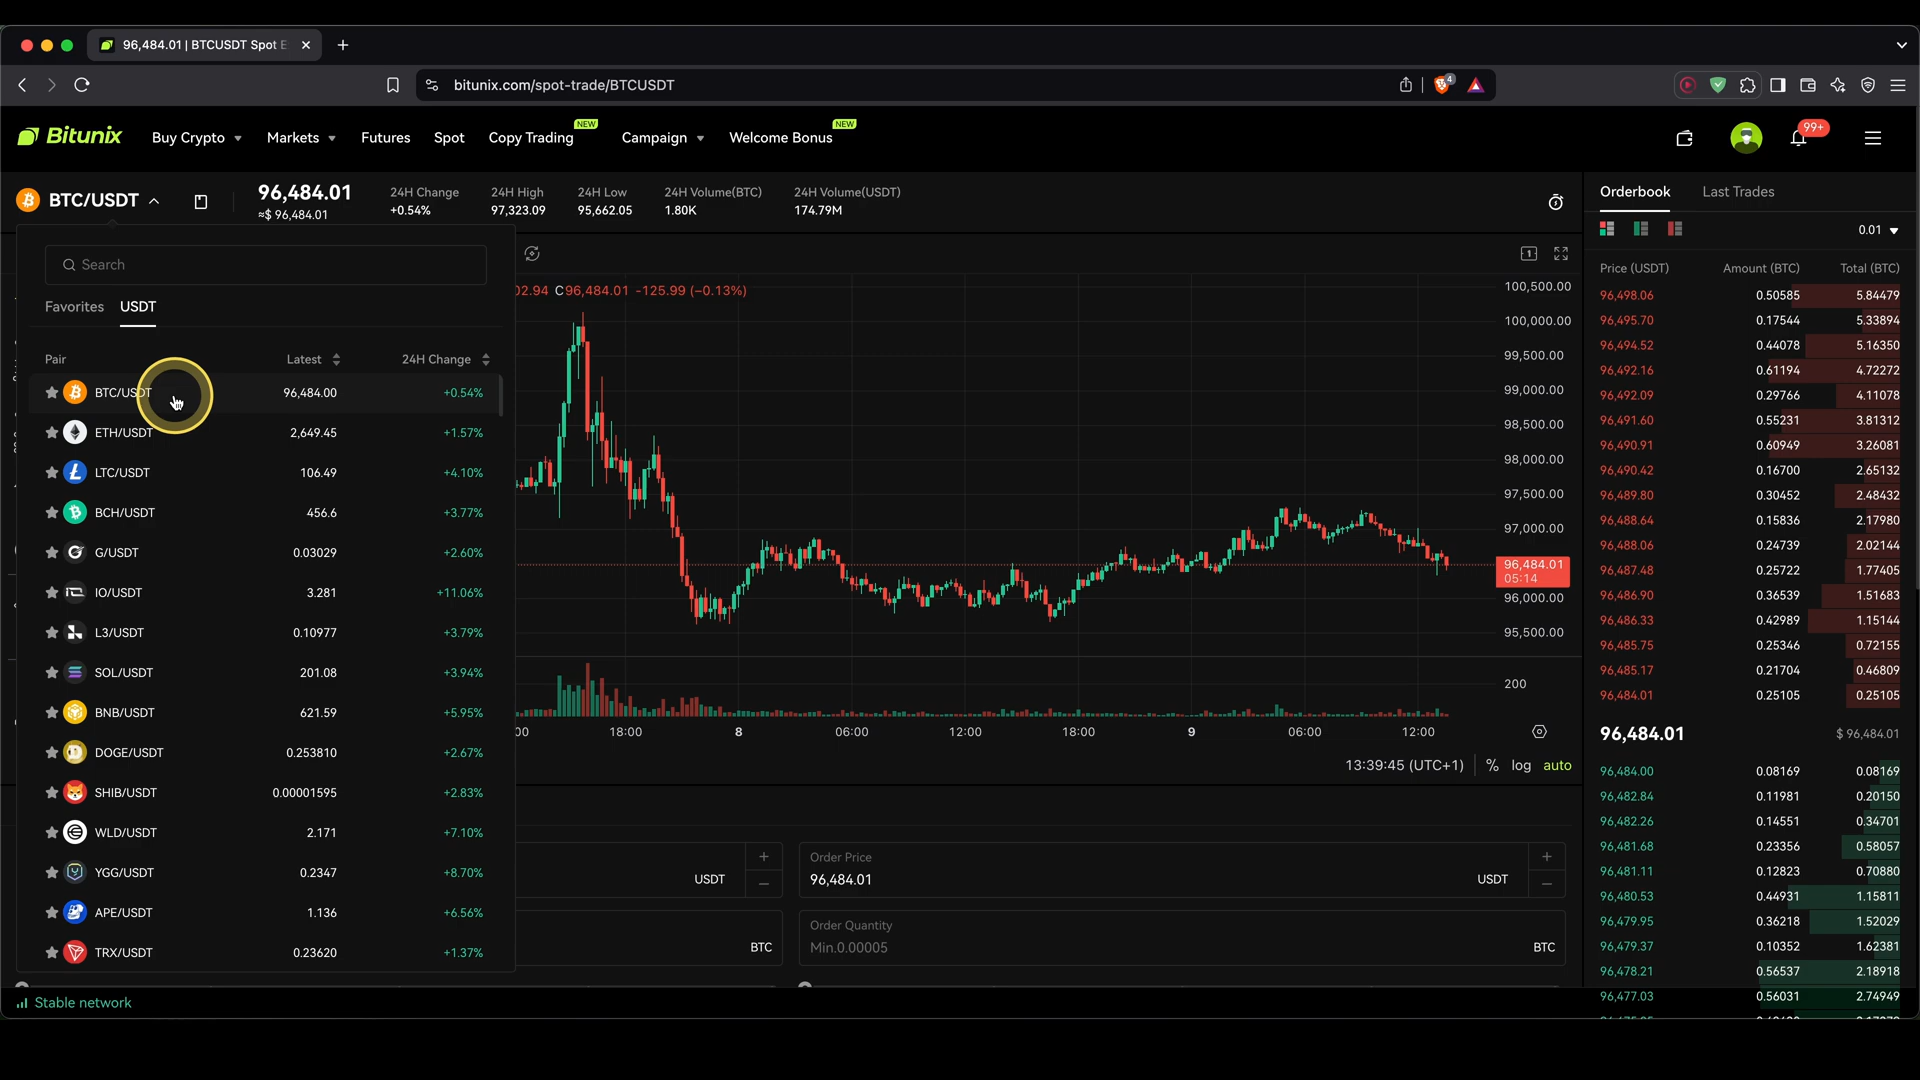 96,484.01 | BTCUSDT Spot E
bitunix.com/spot-trade/BTCUSDT
4
Bitunix
Buy Crypto
Markets
Futures
Spot
Copy Trading
NEW
Campaign
Welcome Bonus
NEW
99+
BTC/USDT
96,484.01
≈$ 96,484.01
24H Change
+0.54%
24H High
97,323.09
24H Low
95,662.05
24H Volume(BTC)
1.80K
24H Volume(USDT)
174.79M
Search
Favorites USDT
Pair Latest 24H Change
BTC/USDT 96,484.00 +0.54%
ETH/USDT 2,649.45 +1.57%
LTC/USDT 106.49 +4.10%
BCH/USDT 456.6 +3.77%
G/USDT 0.03029 +2.60%
IO/USDT 3.281 +11.06%
L3/USDT 0.10977 +3.79%
SOL/USDT 201.08 +3.94%
BNB/USDT 621.59 +5.95%
DOGE/USDT 0.253810 +2.67%
SHIB/USDT 0.00001595 +2.83%
WLD/USDT 2.171 +7.10%
YGG/USDT 0.2347 +8.70%
APE/USDT 1.136 +6.56%
TRX/USDT 0.23620 +1.37%
02.94 C96,484.01 -125.99 (−0.13%)
1
100,500.00
100,000.00
99,500.00
99,000.00
98,500.00
98,000.00
97,500.00
97,000.00
96,484.01
05:14
96,000.00
95,500.00
200
00 18:00 8 06:00 12:00 18:00 9 06:00 12:00
13:39:45 (UTC+1) % log auto
USDT
BTC
Order Price
96,484.01 USDT
Order Quantity
Min.0.00005 BTC
Orderbook Last Trades
0.01
Price (USDT) Amount (BTC) Total (BTC)
96,498.06 0.50585 5.84479
96,495.70 0.17544 5.33894
96,494.52 0.44078 5.16350
96,492.16 0.61194 4.72272
96,492.09 0.29766 4.11078
96,491.60 0.55231 3.81312
96,490.91 0.60949 3.26081
96,490.42 0.16700 2.65132
96,489.80 0.30452 2.48432
96,488.64 0.15836 2.17980
96,488.06 0.24739 2.02144
96,487.48 0.25722 1.77405
96,486.90 0.36539 1.51683
96,486.33 0.42989 1.15144
96,485.75 0.25346 0.72155
96,485.17 0.21704 0.46809
96,484.01 0.25105 0.25105
96,484.01 $ 96,484.01
96,484.00 0.08169 0.08169
96,482.84 0.11981 0.20150
96,482.26 0.14551 0.34701
96,481.68 0.23356 0.58057
96,481.11 0.12823 0.70880
96,480.53 0.44931 1.15811
96,479.95 0.36218 1.52029
96,479.37 0.10352 1.62381
96,478.21 0.56537 2.18918
96,477.03 0.56031 2.74949
Stable network